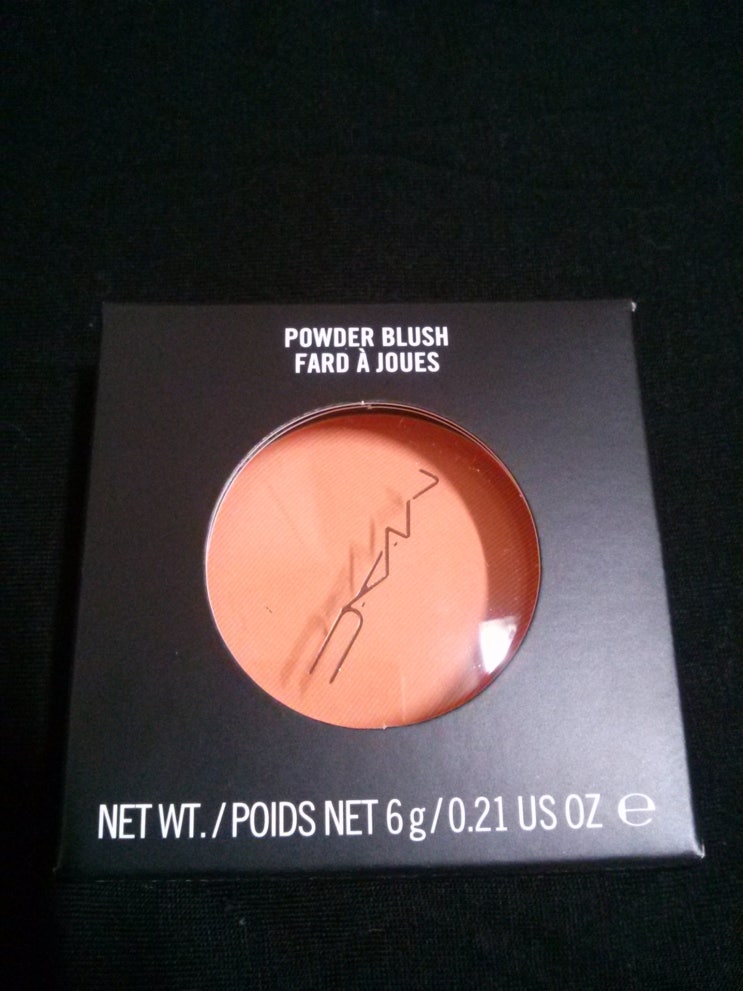 POWDER BLUSH
FARD À JOUES
NET WT./POIDS NET 6 g/0.21 US OZ ℮